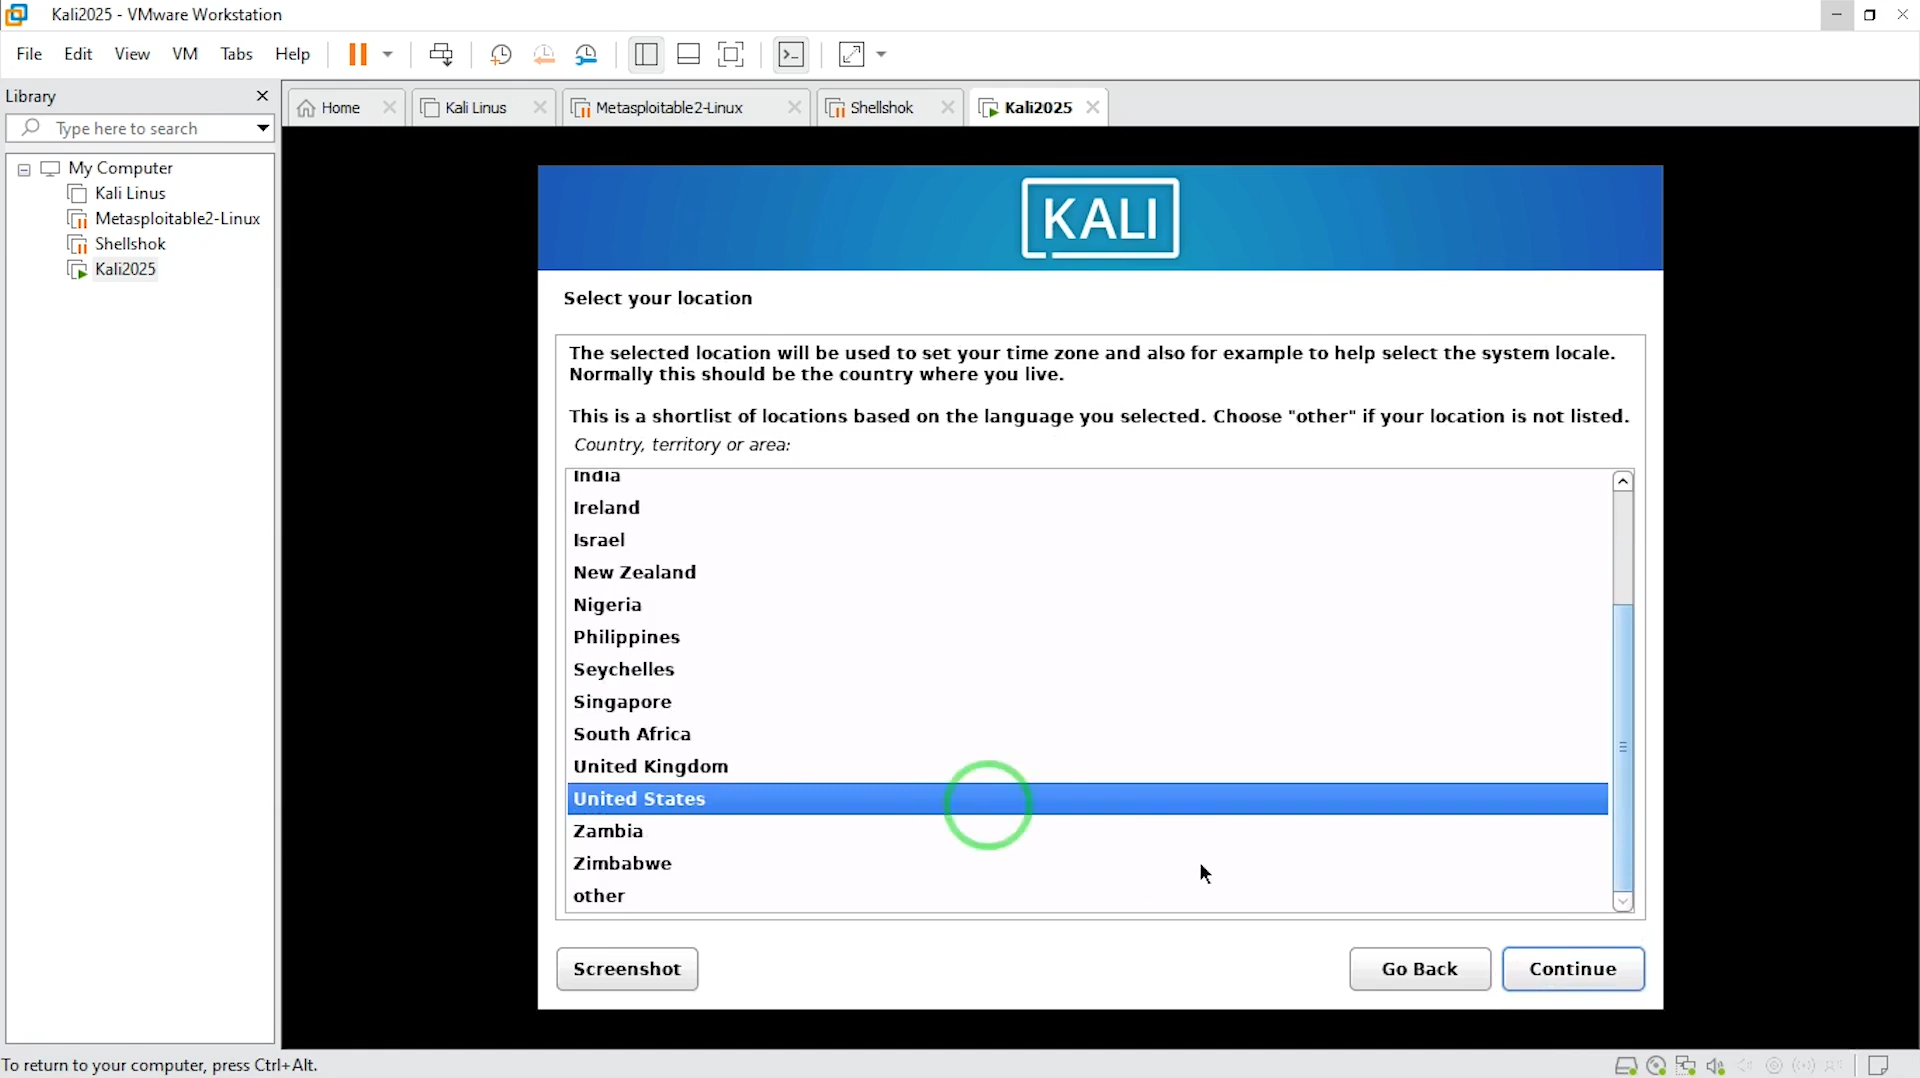 Kali2025 - VMware Workstation
File Edit View VM Tabs Help
Library
Type here to search
My Computer
Kali Linus
Metasploitable2-Linux
Shellshok
Kali2025
Home
Kali Linus
Metasploitable2-Linux
Shellshok
Kali2025
KALI
Select your location
The selected location will be used to set your time zone and also for example to help select the system locale.
Normally this should be the country where you live.
This is a shortlist of locations based on the language you selected. Choose "other" if your location is not listed.
Country, territory or area:
India
Ireland
Israel
New Zealand
Nigeria
Philippines
Seychelles
Singapore
South Africa
United Kingdom
United States
Zambia
Zimbabwe
other
Screenshot
Go Back
Continue
To return to your computer, press Ctrl+Alt.